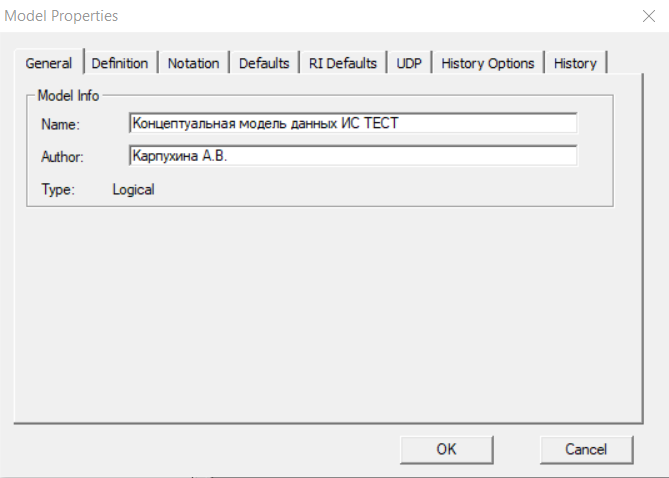 Model Properties
General Definition Notation Defaults RI Defaults UDP History Options History
Model Info
Name: Концептуальная модель данных ИС ТЕСТ
Author: Карпухина А.В.
Type: Logical
OK Cancel